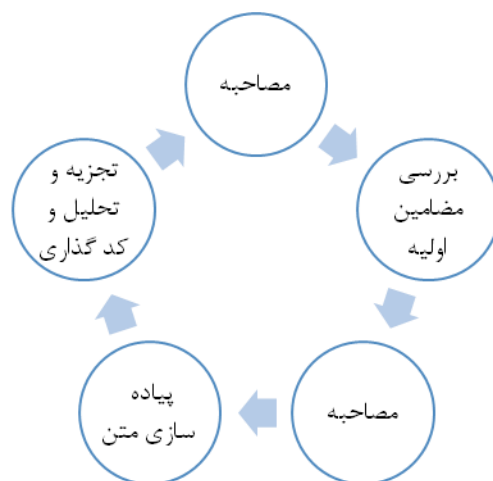 مصاحبه
بررسی
مضامین
اولیه
مصاحبه
پیاده
سازی متن
تجزیه و
تحلیل و
کد گذاری